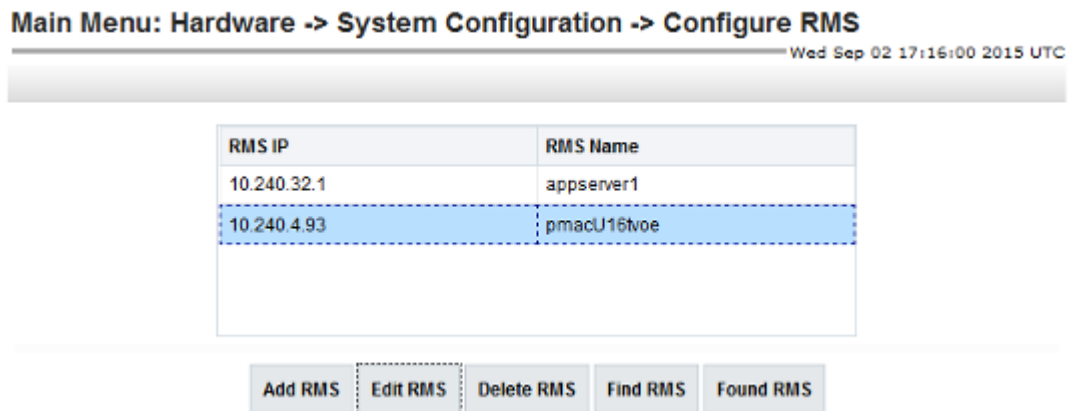 Main Menu: Hardware -> System Configuration -> Configure RMS
Wed Sep 02 17:16:00 2015 UTC
RMS IP RMS Name
10.240.32.1 appserver1
10.240.4.93 pmacU16tvoe
Add RMS Edit RMS Delete RMS Find RMS Found RMS